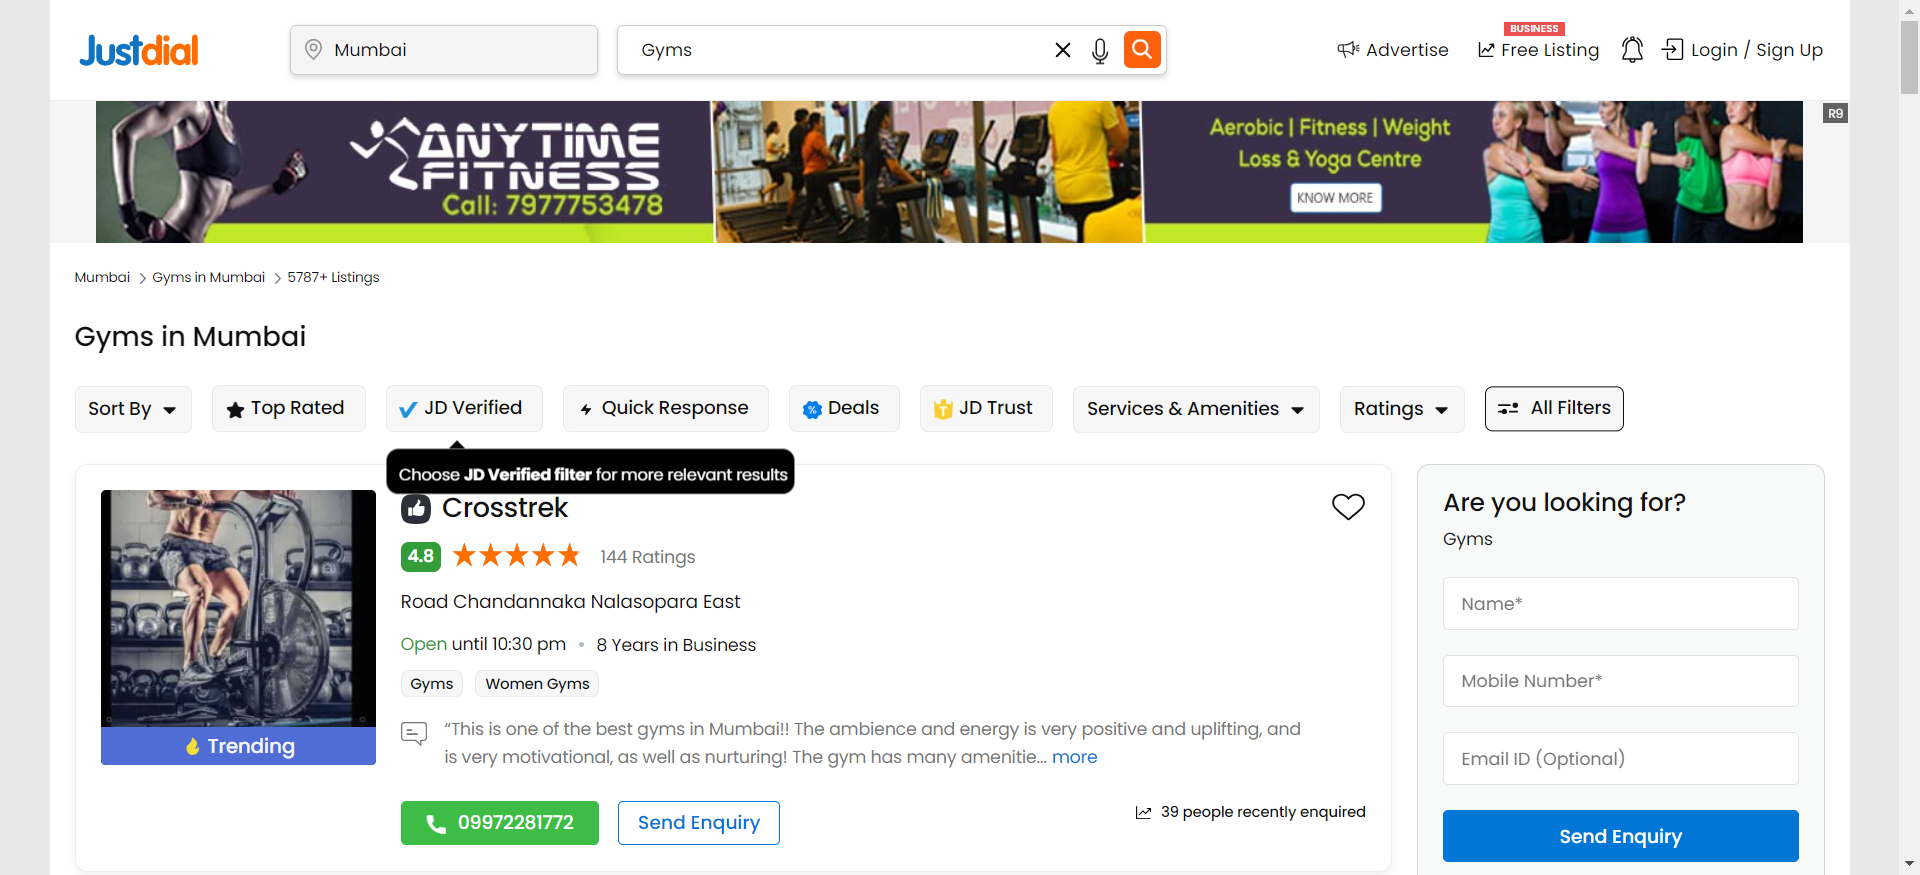 Justdial
Mumbai
Gyms
Advertise
BUSINESS
Free Listing
Login / Sign Up
ANYTIME
FITNESS
Call: 7977753478
Aerobic | Fitness | Weight
Loss & Yoga Centre
KNOW MORE
R9
Mumbai > Gyms in Mumbai > 5787+ Listings
Gyms in Mumbai
Sort By
Top Rated
JD Verified
Quick Response
Deals
JD Trust
Services & Amenities
Ratings
All Filters
Choose JD Verified filter for more relevant results
Crosstrek
4.8
144 Ratings
Road Chandannaka Nalasopara East
Open until 10:30 pm • 8 Years in Business
Gyms
Women Gyms
“This is one of the best gyms in Mumbai!! The ambience and energy is very positive and uplifting, and
is very motivational, as well as nurturing! The gym has many amenitie... more
Trending
09972281772
Send Enquiry
39 people recently enquired
Are you looking for?
Gyms
Name*
Mobile Number*
Email ID (Optional)
Send Enquiry